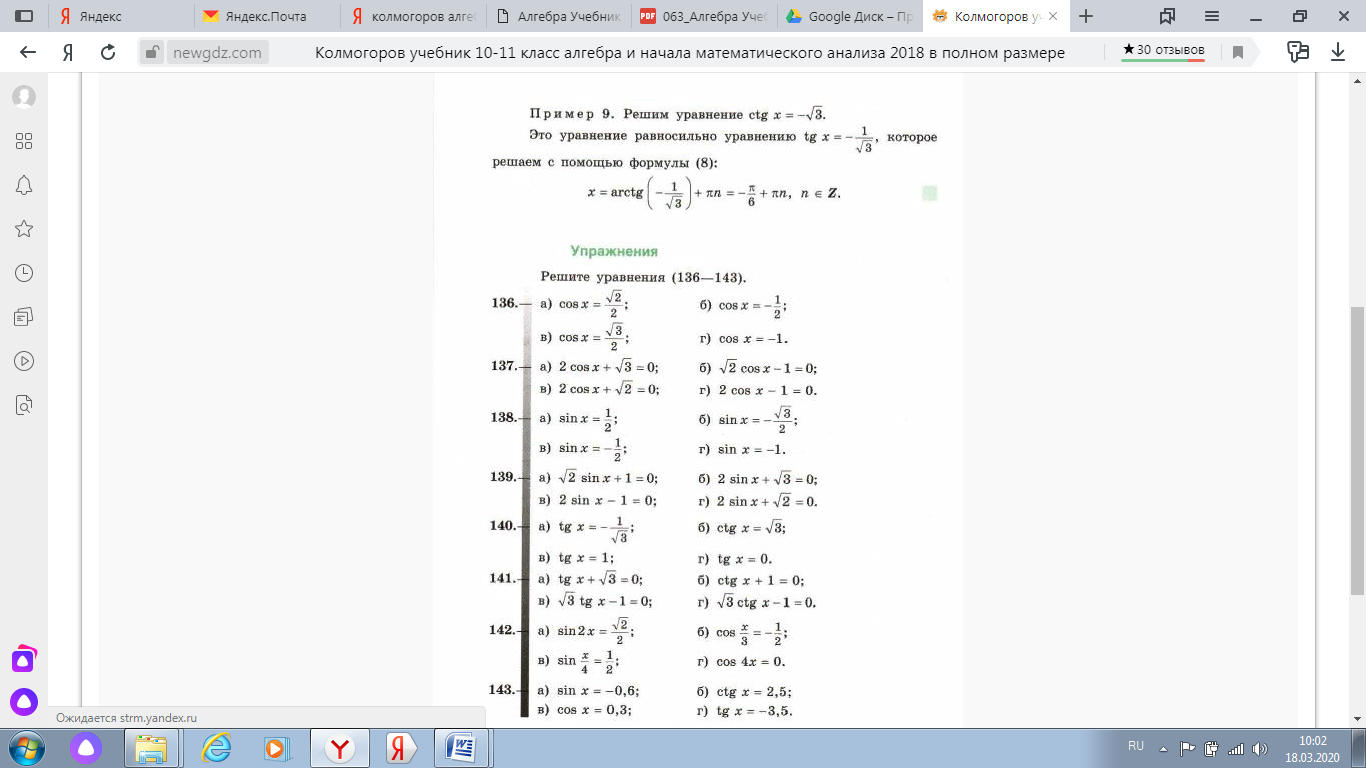 Яндекс
Яндекс.Почта
колмогоров алге
Алгебра Учебник
063_Алгебра Учеб
Google Диск – Пр
Колмогоров уч
newgdz.com
Колмогоров учебник 10-11 класс алгебра и начала математического анализа 2018 в полном размере
★30 отзывов
Пример 9. Решим уравнение ctg x = −√3.
Это уравнение равносильно уравнению tg x = −1/√3, которое
решаем с помощью формулы (8):
x = arctg(−1/√3) + πn = −π/6 + πn, n ∈ Z.
Упражнения
Решите уравнения (136—143).
136.— а) cos x = √2/2; б) cos x = −1/2;
в) cos x = √3/2; г) cos x = −1.
137.— а) 2 cos x + √3 = 0; б) √2 cos x − 1 = 0;
в) 2 cos x + √2 = 0; г) 2 cos x − 1 = 0.
138.— а) sin x = 1/2; б) sin x = −√3/2;
в) sin x = −1/2; г) sin x = −1.
139.— а) √2 sin x + 1 = 0; б) 2 sin x + √3 = 0;
в) 2 sin x − 1 = 0; г) 2 sin x + √2 = 0.
140.— а) tg x = −1/√3; б) ctg x = √3;
в) tg x = 1; г) tg x = 0.
141.— а) tg x + √3 = 0; б) ctg x + 1 = 0;
в) √3 tg x − 1 = 0; г) √3 ctg x − 1 = 0.
142.— а) sin 2x = √2/2; б) cos x/3 = −1/2;
в) sin x/4 = 1/2; г) cos 4x = 0.
143.— а) sin x = −0,6; б) ctg x = 2,5;
в) cos x = 0,3; г) tg x = −3,5.
Ожидается strm.yandex.ru
RU
10:02
18.03.2020